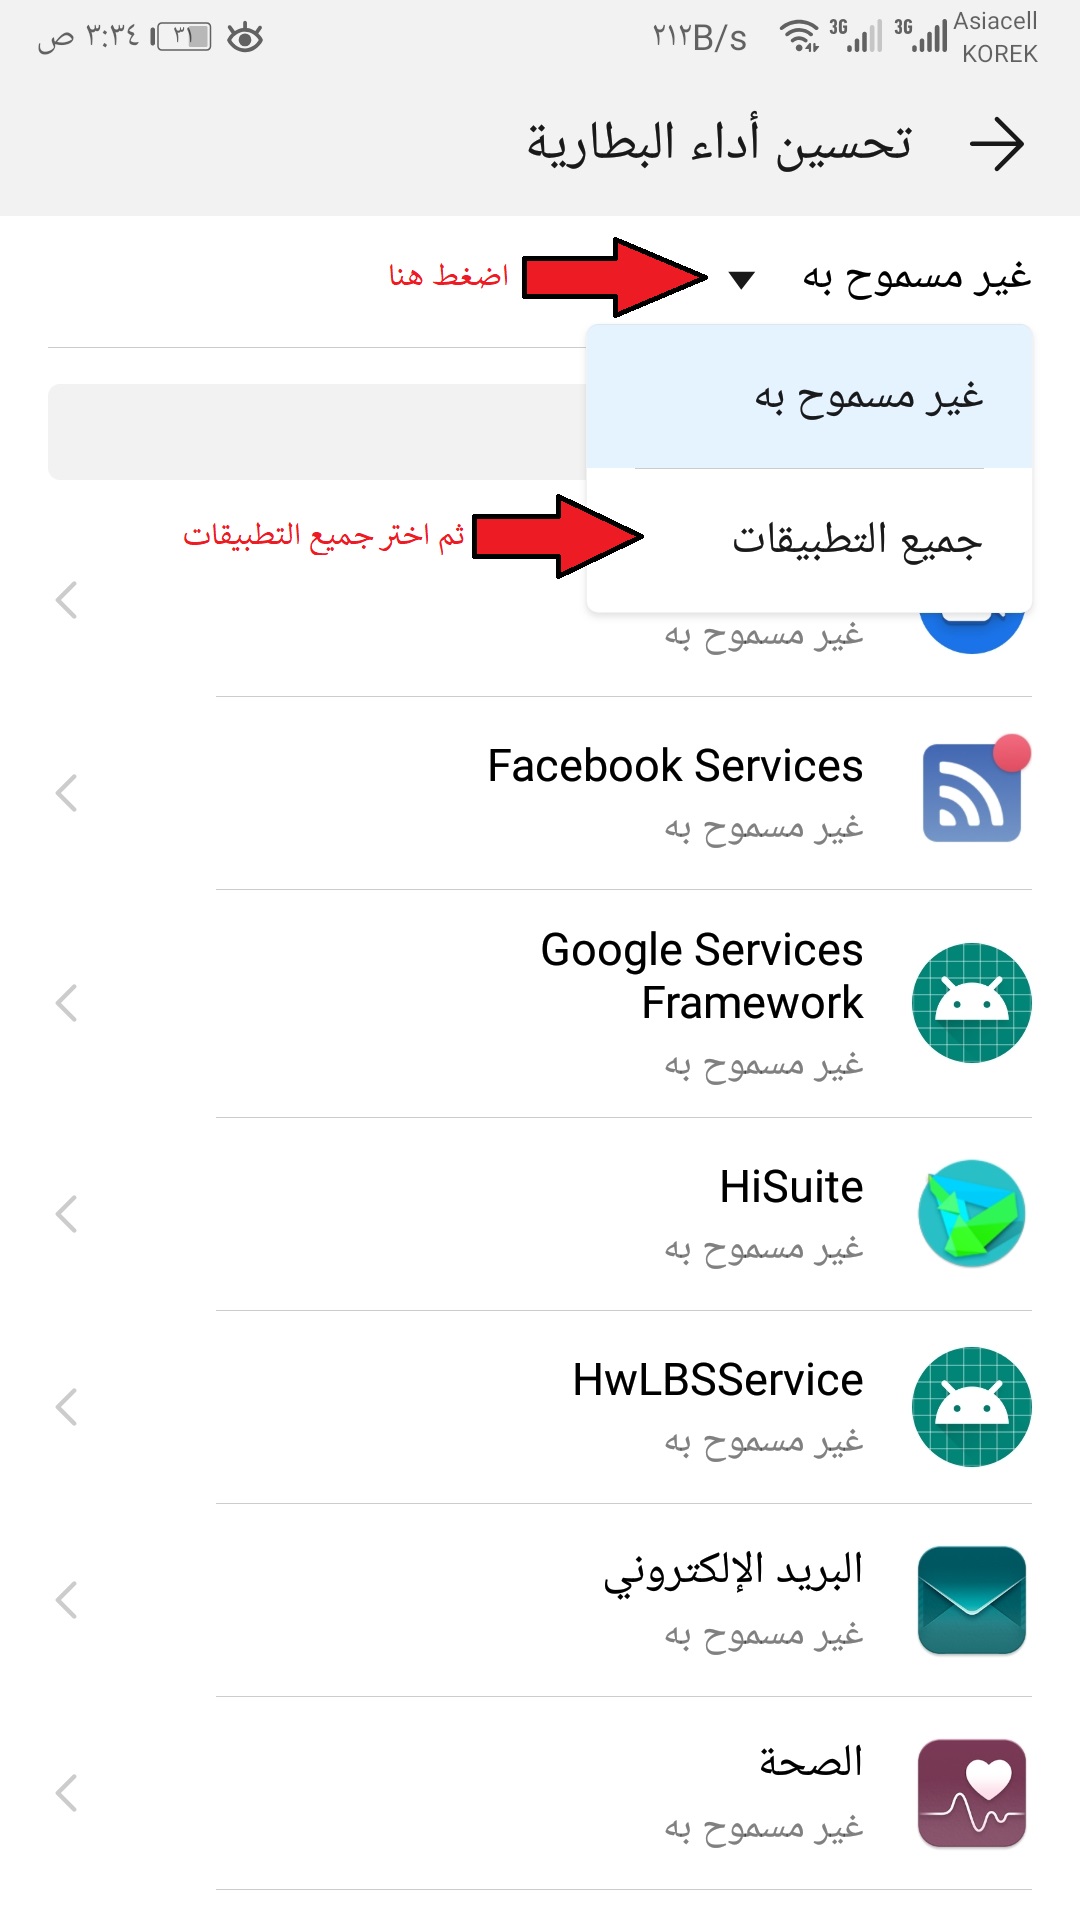 ٣:٣٤ ص
٣١
٢١٢B/s
3G
3G
Asiacell
KOREK
تحسين أداء البطارية
غير مسموح به
اضغط هنا
غير مسموح به
جميع التطبيقات
ثم اختر جميع التطبيقات
غير مسموح به
Facebook Services
غير مسموح به
Google Services
Framework
غير مسموح به
HiSuite
غير مسموح به
HwLBSService
غير مسموح به
البريد الإلكتروني
غير مسموح به
الصحة
غير مسموح به